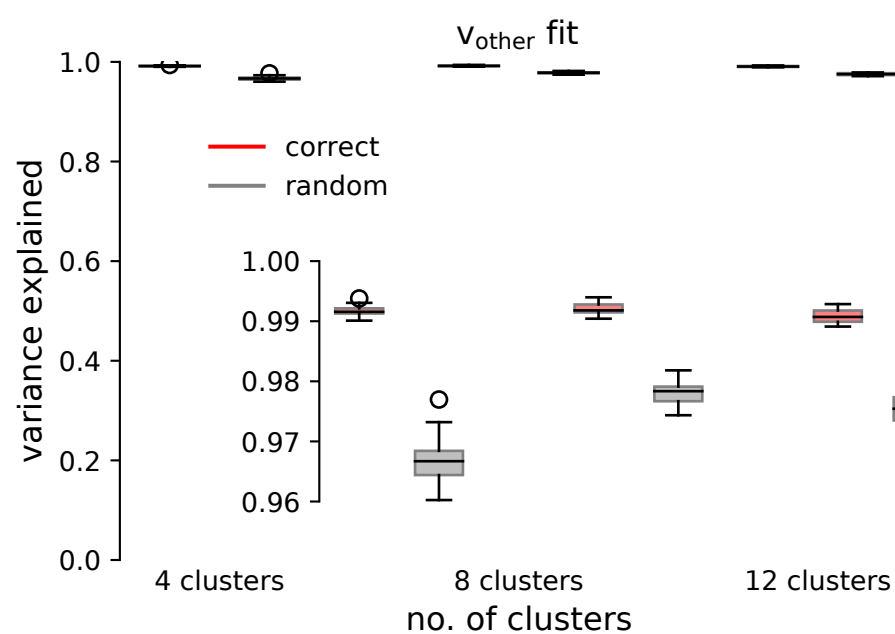 v_other fit
1.0
0.8
0.6
0.4
0.2
0.0
variance explained
correct
random
1.00
0.99
0.98
0.97
0.96
4 clusters 8 clusters 12 clusters
no. of clusters